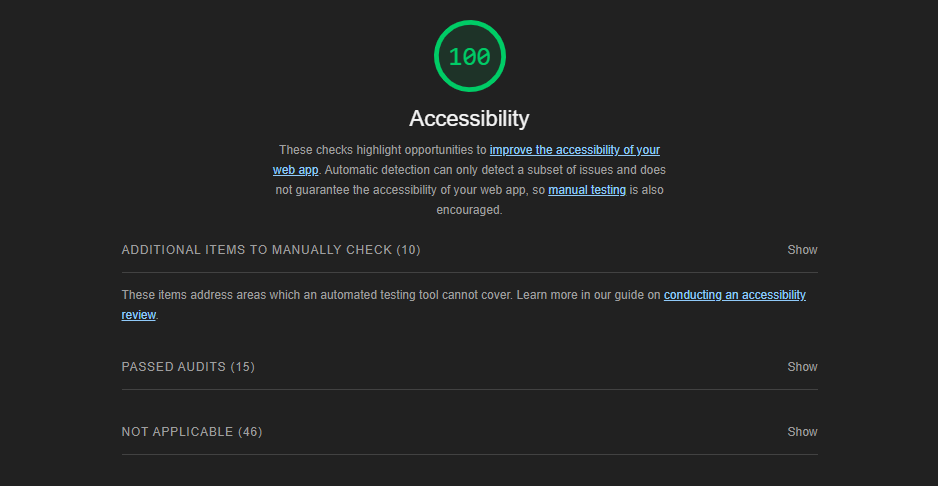 100
Accessibility
These checks highlight opportunities to improve the accessibility of your
web app. Automatic detection can only detect a subset of issues and does
not guarantee the accessibility of your web app, so manual testing is also
encouraged.
ADDITIONAL ITEMS TO MANUALLY CHECK (10) Show
These items address areas which an automated testing tool cannot cover. Learn more in our guide on conducting an accessibility
review.
PASSED AUDITS (15) Show
NOT APPLICABLE (46) Show